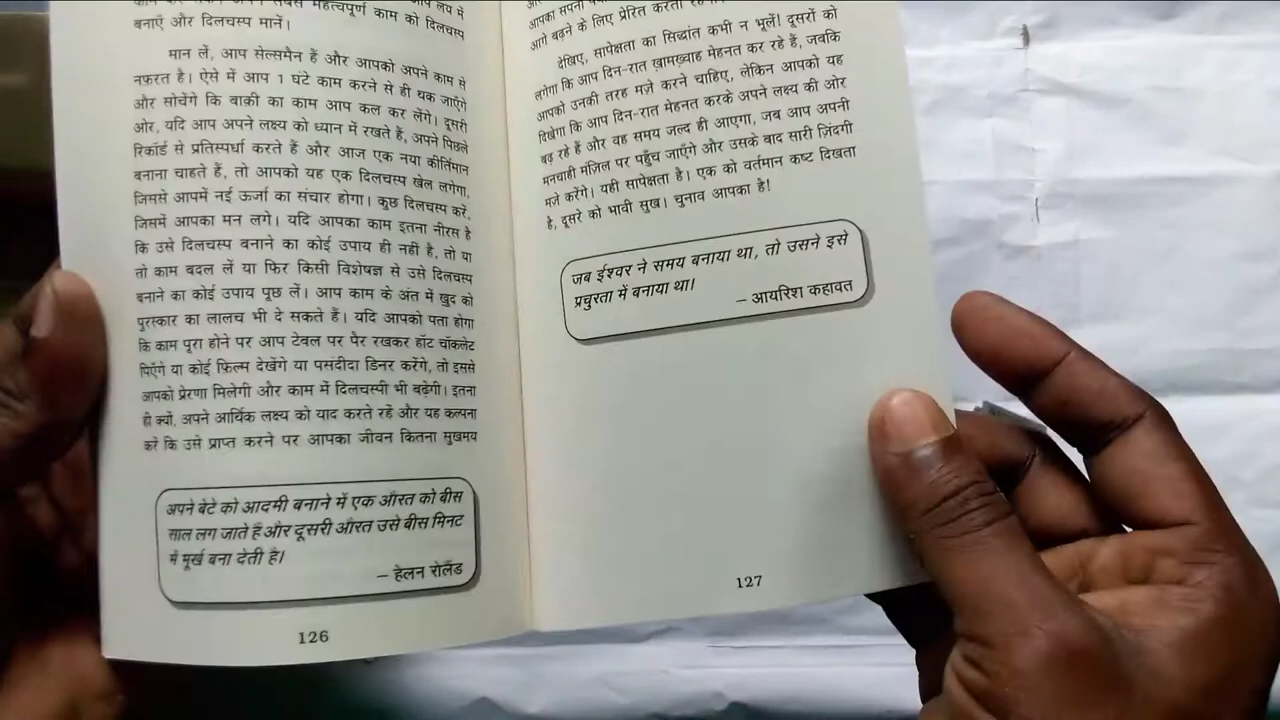 सबसे महत्वपूर्ण काम को दिलचस्प
बनाएँ और दिलचस्प मानें।
मान लें, आप सेल्समैन हैं और आपको अपने काम से
नफ़रत है। ऐसे में आप 1 घंटे काम करने से ही थक जाएँगे
और सोचेंगे कि बाक़ी का काम आप कल कर लेंगे। दूसरी
ओर, यदि आप अपने लक्ष्य को ध्यान में रखते हैं, अपने पिछले
रिकॉर्ड से प्रतिस्पर्धा करते हैं और आज एक नया कीर्तिमान
बनाना चाहते हैं, तो आपको यह एक दिलचस्प खेल लगेगा,
जिससे आपमें नई ऊर्जा का संचार होगा। कुछ दिलचस्प करें,
जिसमें आपका मन लगे। यदि आपका काम इतना नीरस है
कि उसे दिलचस्प बनाने का कोई उपाय ही नहीं है, तो या
तो काम बदल लें या फिर किसी विशेषज्ञ से उसे दिलचस्प
बनाने का कोई उपाय पूछ लें। आप काम के अंत में ख़ुद को
पुरस्कार का लालच भी दे सकते हैं। यदि आपको पता होगा
कि काम पूरा होने पर आप टेबल पर पैर रखकर हॉट चॉकलेट
पिएँगे या कोई फ़िल्म देखेंगे या पसंदीदा डिनर करेंगे, तो इससे
आपको प्रेरणा मिलेगी और काम में दिलचस्पी भी बढ़ेगी। इतना
ही क्यों, अपने आर्थिक लक्ष्य को याद करते रहें और यह कल्पना
करें कि उसे प्राप्त करने पर आपका जीवन कितना सुखमय
अपने बेटे को आदमी बनाने में एक औरत को बीस
साल लग जाते हैं और दूसरी औरत उसे बीस मिनट
में मूर्ख बना देती है।
– हेलन रोलैंड
126
आपका सपना
आगे बढ़ने के लिए प्रेरित करता
देखिए, सापेक्षता का सिद्धांत कभी न भूलें! दूसरों को
लगेगा कि आप दिन-रात ख़ामख़्वाह मेहनत कर रहे हैं, जबकि
आपको उनकी तरह मज़े करने चाहिए, लेकिन आपको यह
दिखेगा कि आप दिन-रात मेहनत करके अपने लक्ष्य की ओर
बढ़ रहे हैं और वह समय जल्द ही आएगा, जब आप अपनी
मनचाही मंज़िल पर पहुँच जाएँगे और उसके बाद सारी ज़िंदगी
मज़े करेंगे। यही सापेक्षता है। एक को वर्तमान कष्ट दिखता
है, दूसरे को भावी सुख। चुनाव आपका है!
जब ईश्वर ने समय बनाया था, तो उसने इसे
प्रचुरता में बनाया था।
– आयरिश कहावत
127